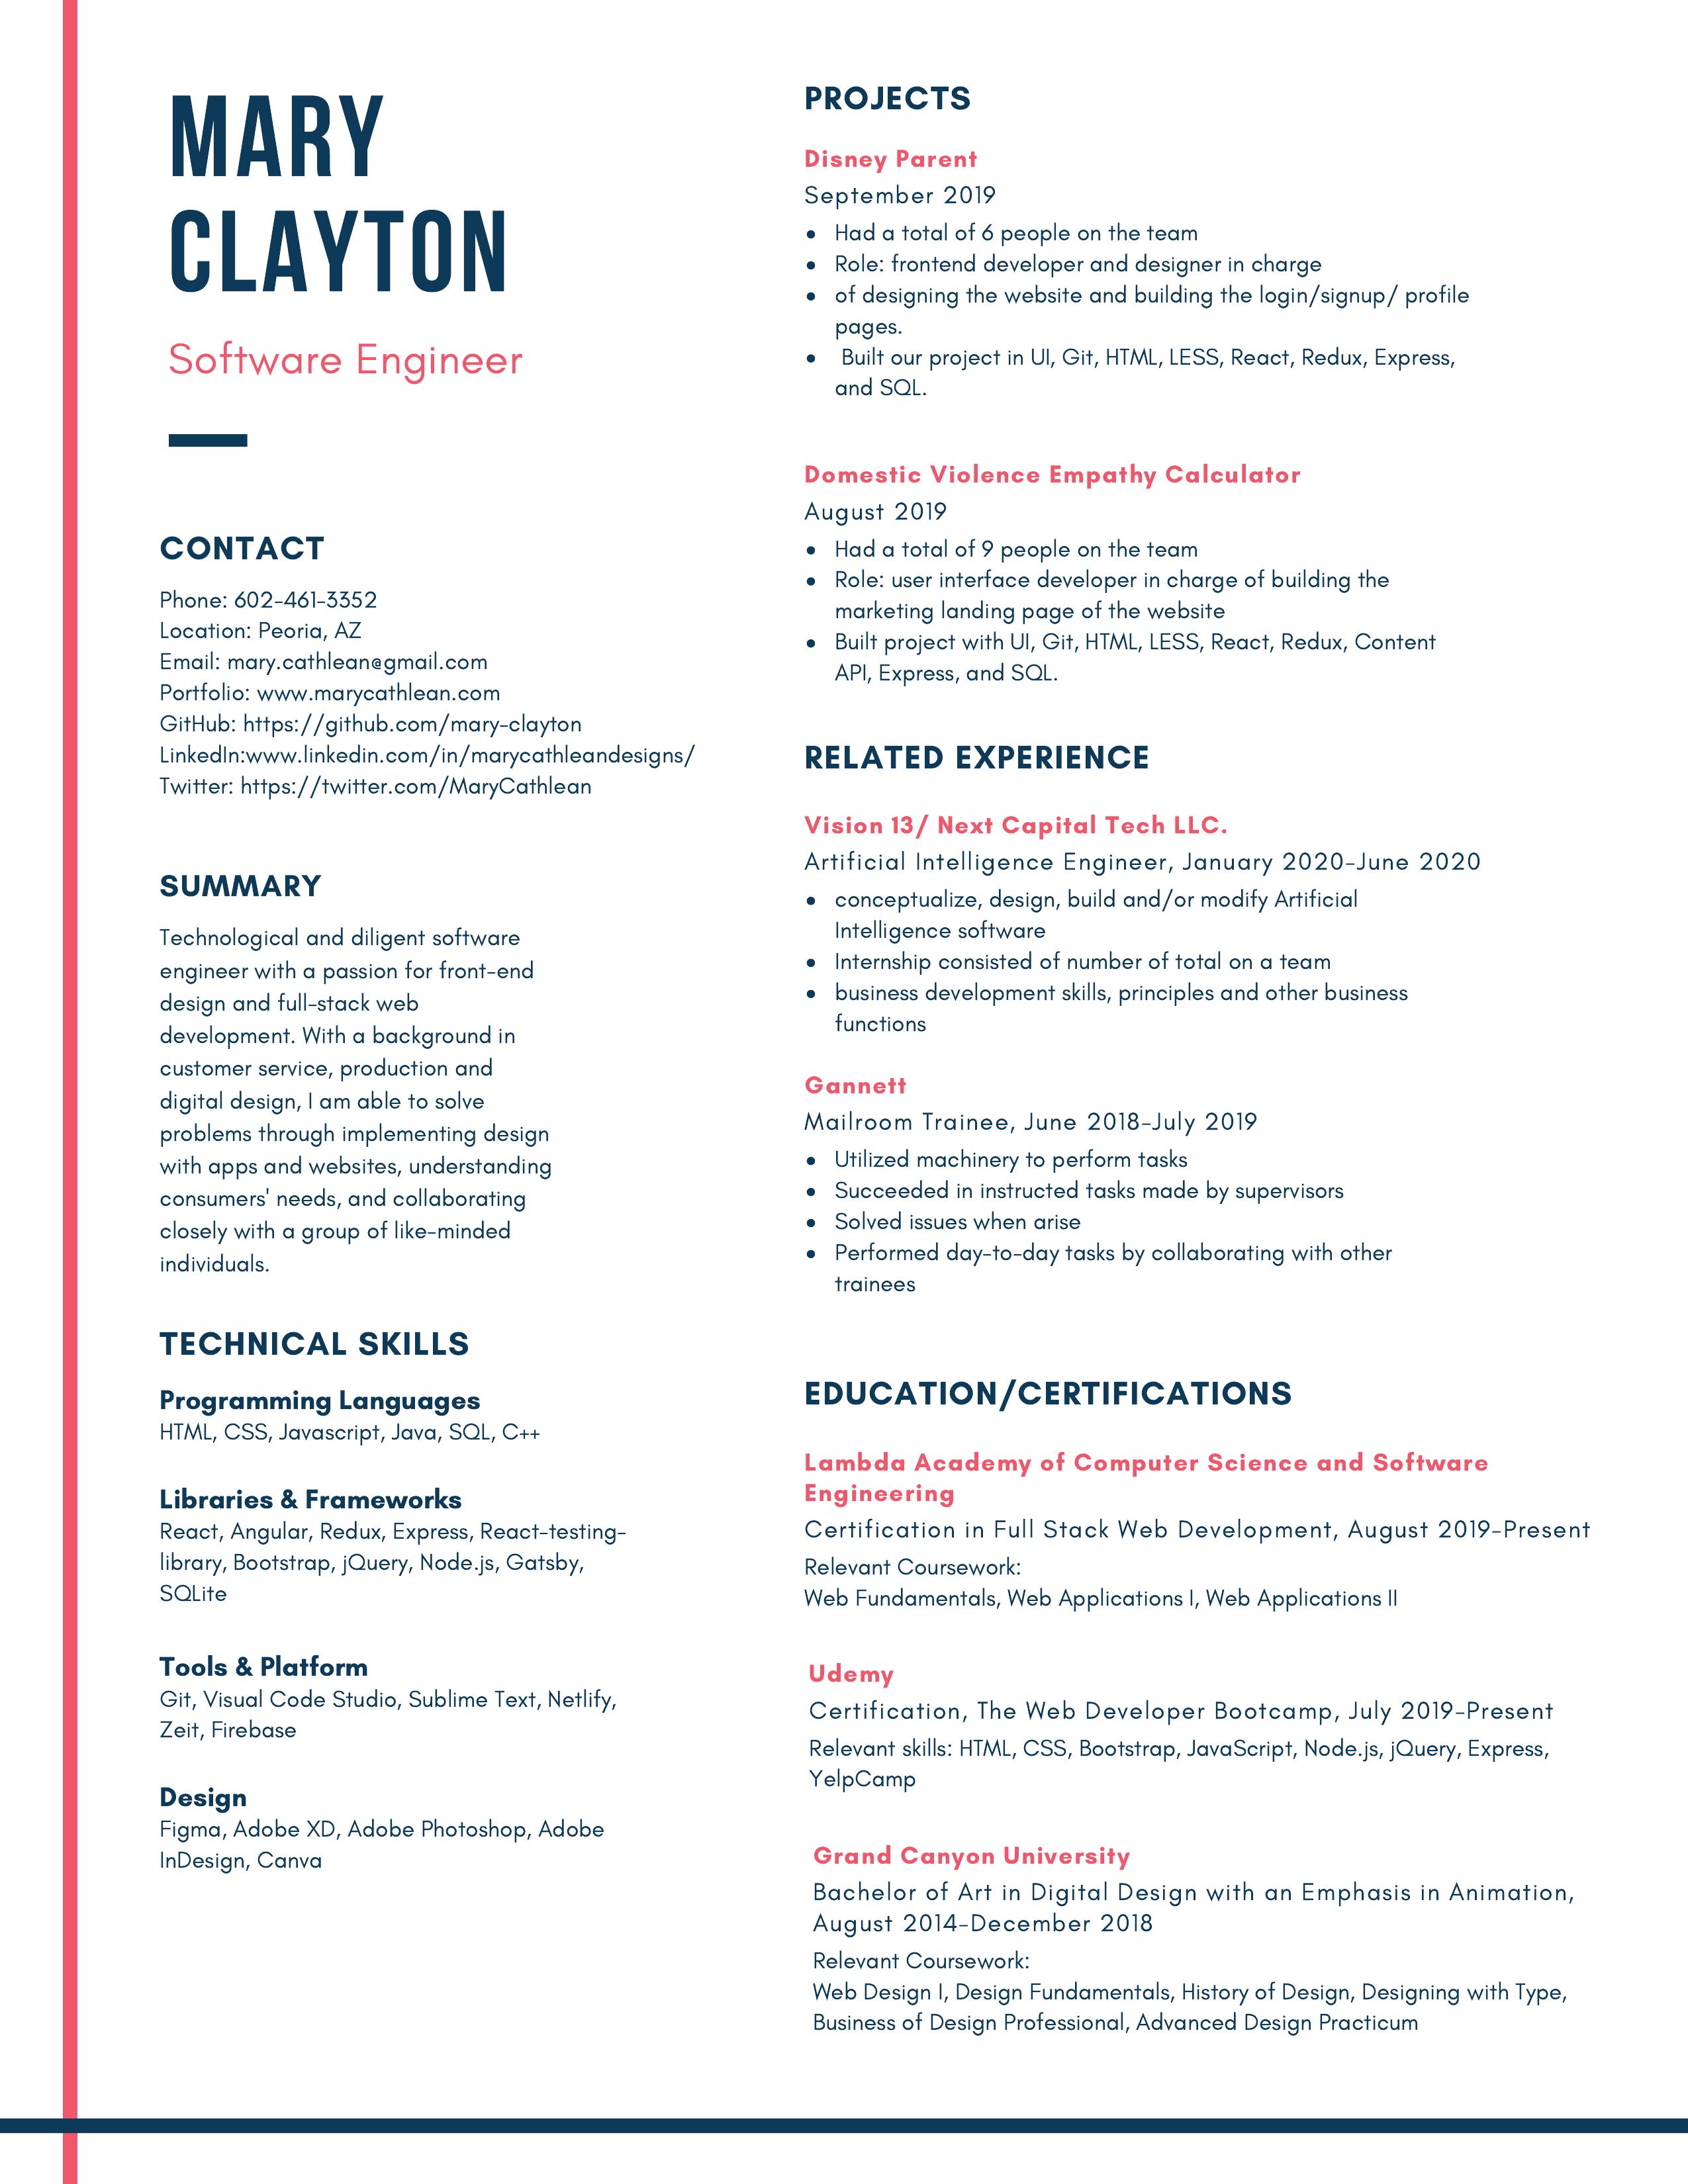 MARY
CLAYTON
Software Engineer
CONTACT
Phone: 602-461-3352
Location: Peoria, AZ
Email: mary.cathlean@gmail.com
Portfolio: www.marycathlean.com
GitHub: https://github.com/mary-clayton
LinkedIn:www.linkedin.com/in/marycathleandesigns/
Twitter: https://twitter.com/MaryCathlean
SUMMARY
Technological and diligent software
engineer with a passion for front-end
design and full-stack web
development. With a background in
customer service, production and
digital design, I am able to solve
problems through implementing design
with apps and websites, understanding
consumers' needs, and collaborating
closely with a group of like-minded
individuals.
TECHNICAL SKILLS
Programming Languages
HTML, CSS, Javascript, Java, SQL, C++
Libraries & Frameworks
React, Angular, Redux, Express, React-testing-
library, Bootstrap, jQuery, Node.js, Gatsby,
SQLite
Tools & Platform
Git, Visual Code Studio, Sublime Text, Netlify,
Zeit, Firebase
Design
Figma, Adobe XD, Adobe Photoshop, Adobe
InDesign, Canva
PROJECTS
Disney Parent
September 2019
• Had a total of 6 people on the team
• Role: frontend developer and designer in charge
• of designing the website and building the login/signup/ profile
pages.
• Built our project in UI, Git, HTML, LESS, React, Redux, Express,
and SQL.
Domestic Violence Empathy Calculator
August 2019
• Had a total of 9 people on the team
• Role: user interface developer in charge of building the
marketing landing page of the website
• Built project with UI, Git, HTML, LESS, React, Redux, Content
API, Express, and SQL.
RELATED EXPERIENCE
Vision 13/ Next Capital Tech LLC.
Artificial Intelligence Engineer, January 2020-June 2020
• conceptualize, design, build and/or modify Artificial
Intelligence software
• Internship consisted of number of total on a team
• business development skills, principles and other business
functions
Gannett
Mailroom Trainee, June 2018-July 2019
• Utilized machinery to perform tasks
• Succeeded in instructed tasks made by supervisors
• Solved issues when arise
• Performed day-to-day tasks by collaborating with other
trainees
EDUCATION/CERTIFICATIONS
Lambda Academy of Computer Science and Software
Engineering
Certification in Full Stack Web Development, August 2019-Present
Relevant Coursework:
Web Fundamentals, Web Applications I, Web Applications II
Udemy
Certification, The Web Developer Bootcamp, July 2019-Present
Relevant skills: HTML, CSS, Bootstrap, JavaScript, Node.js, jQuery, Express,
YelpCamp
Grand Canyon University
Bachelor of Art in Digital Design with an Emphasis in Animation,
August 2014-December 2018
Relevant Coursework:
Web Design I, Design Fundamentals, History of Design, Designing with Type,
Business of Design Professional, Advanced Design Practicum